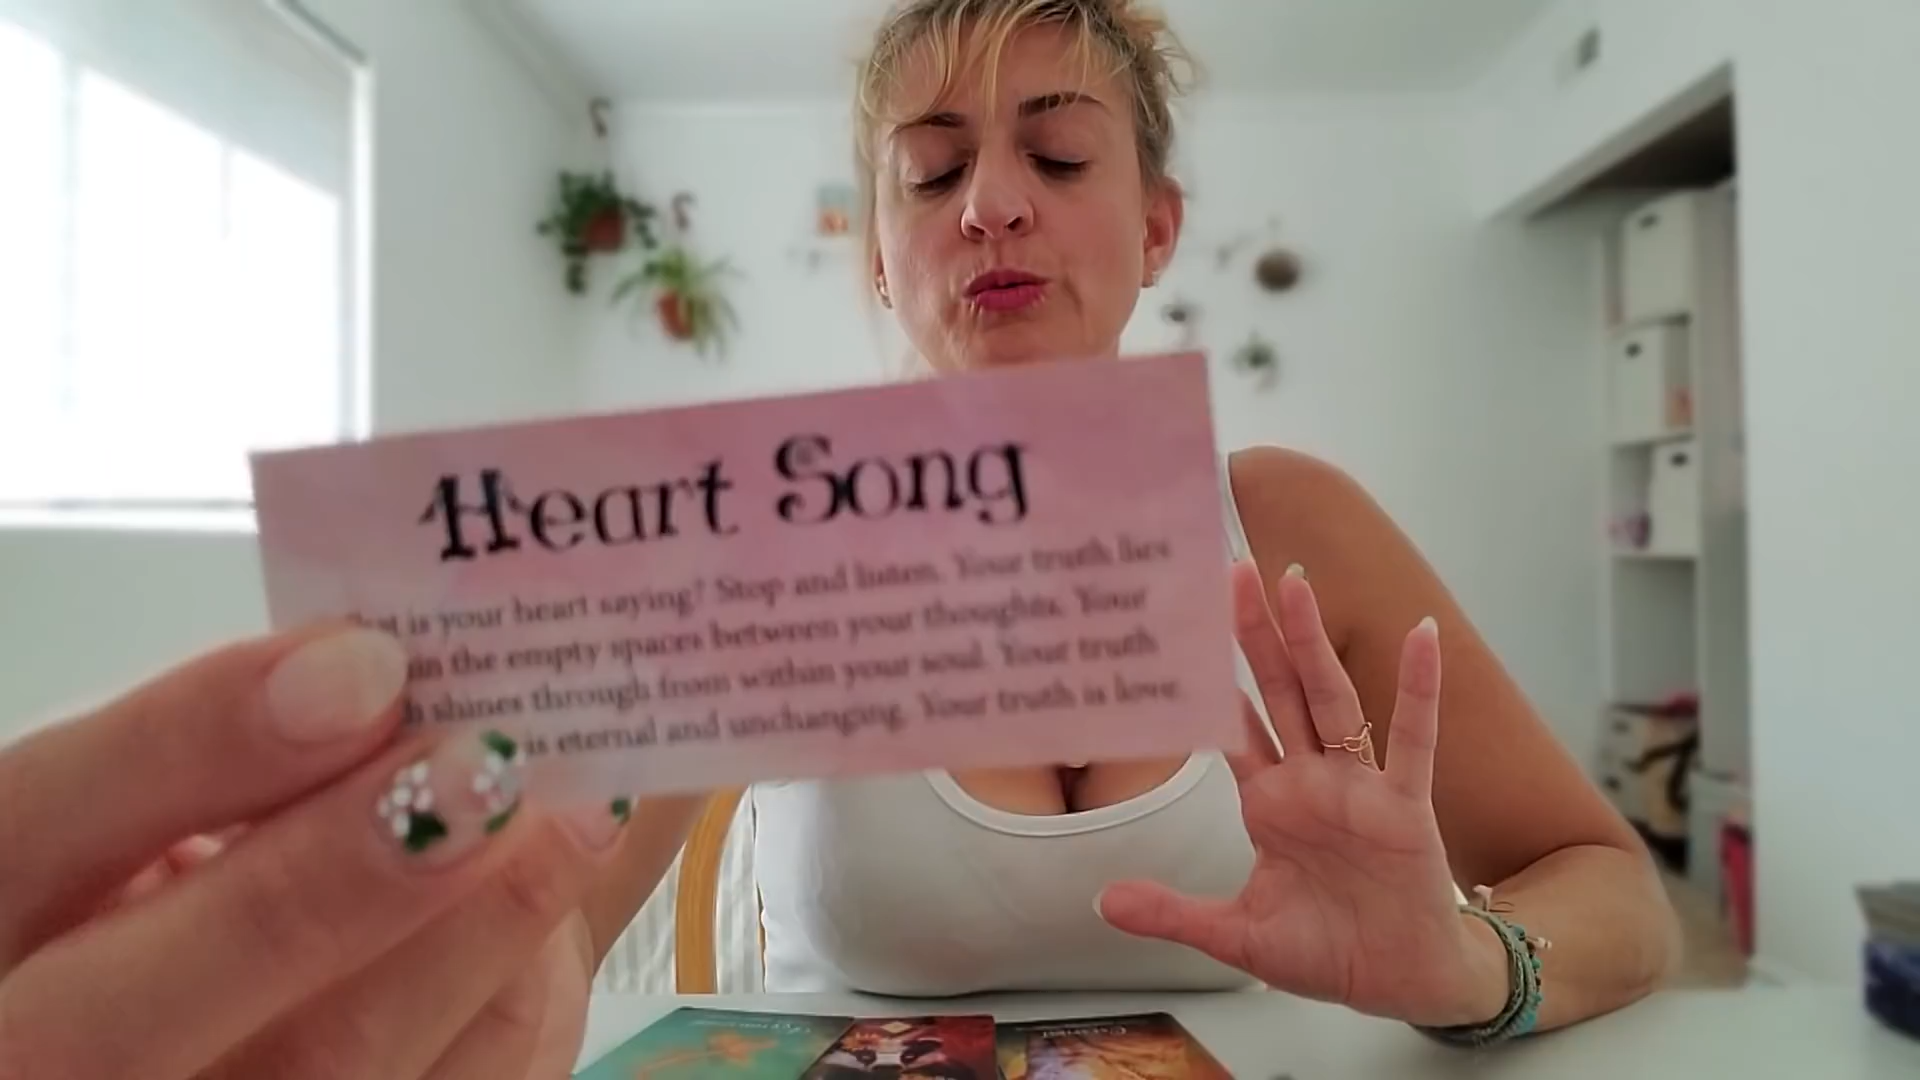 Heart Song
is your heart saying? Stop and listen. Your truth lies
in the empty spaces between your thoughts. Your
shines through from within your soul. Your truth
is eternal and unchanging. Your truth is love.